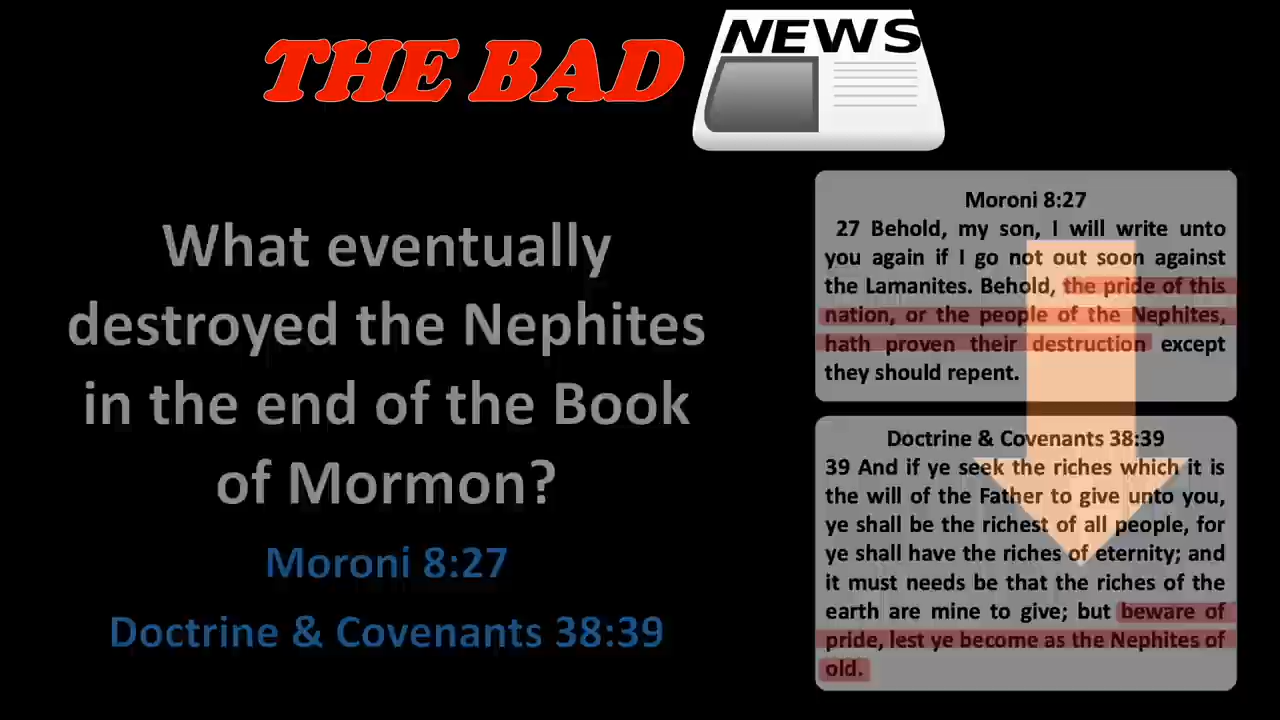 THE BAD NEWS
What eventually
destroyed the Nephites
in the end of the Book
of Mormon?
Moroni 8:27
Doctrine & Covenants 38:39
Moroni 8:27
27 Behold, my son, I will write unto
you again if I go not out soon against
the Lamanites. Behold, the pride of this
nation, or the people of the Nephites,
hath proven their destruction except
they should repent.
Doctrine & Covenants 38:39
39 And if ye seek the riches which it is
the will of the Father to give unto you,
ye shall be the richest of all people, for
ye shall have the riches of eternity; and
it must needs be that the riches of the
earth are mine to give; but beware of
pride, lest ye become as the Nephites of
old.